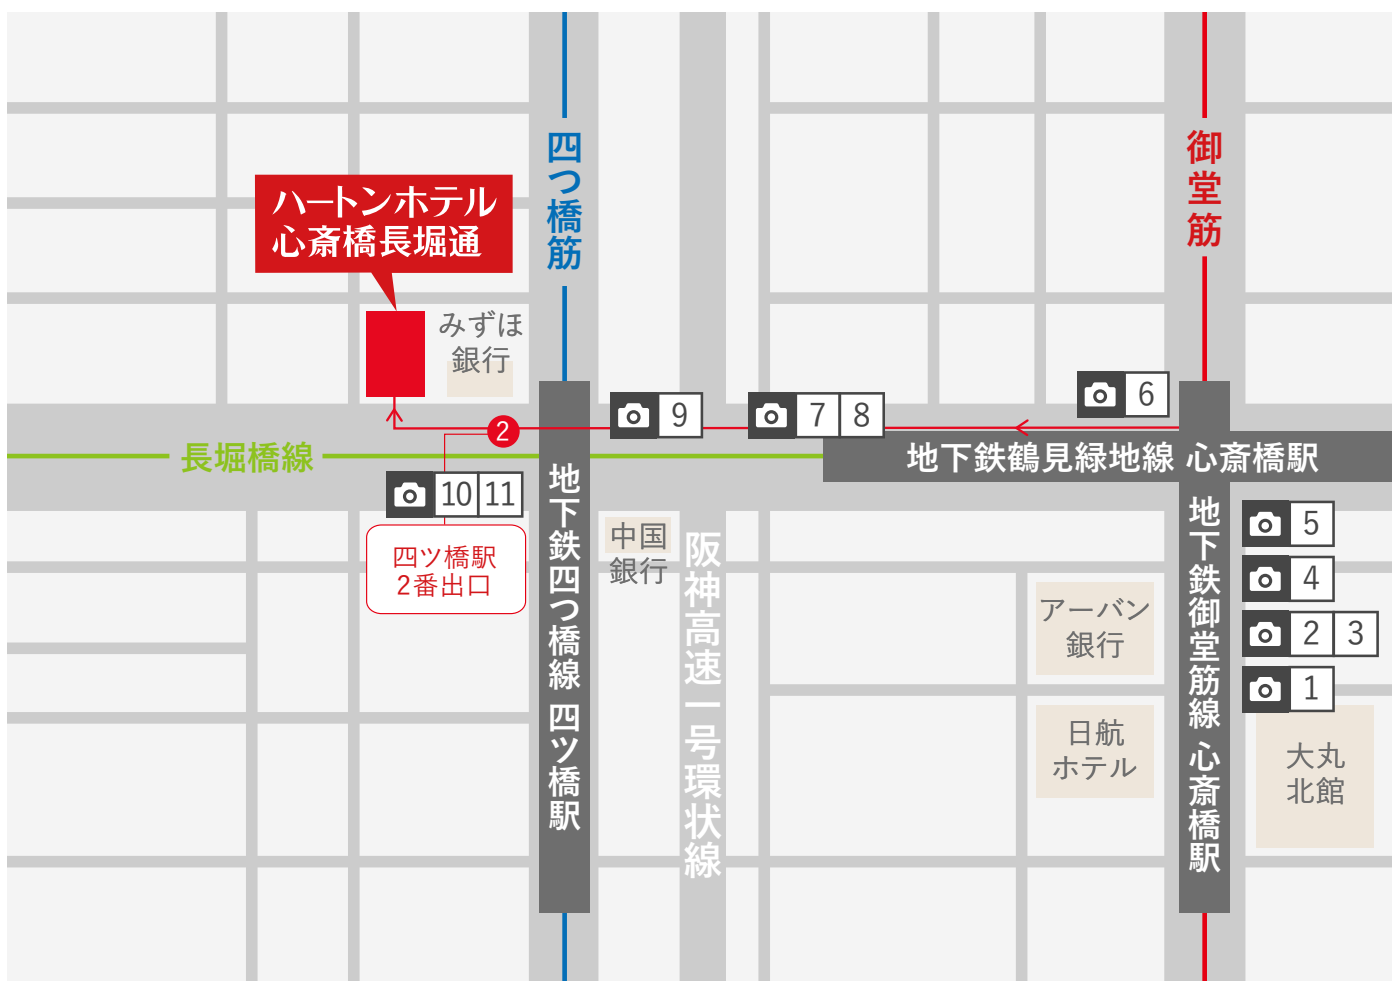 四つ橋筋
御堂筋
ハートンホテル
心斎橋長堀通
みずほ
銀行
6
9
7 8
2
長堀橋線
地下鉄鶴見緑地線 心斎橋駅
10 11
四ツ橋駅
2番出口
地下鉄四つ橋線 四ツ橋駅
中国
銀行
阪神高速一号環状線
アーバン
銀行
日航
ホテル
地下鉄御堂筋線 心斎橋駅
5
4
2 3
1
大丸
北館